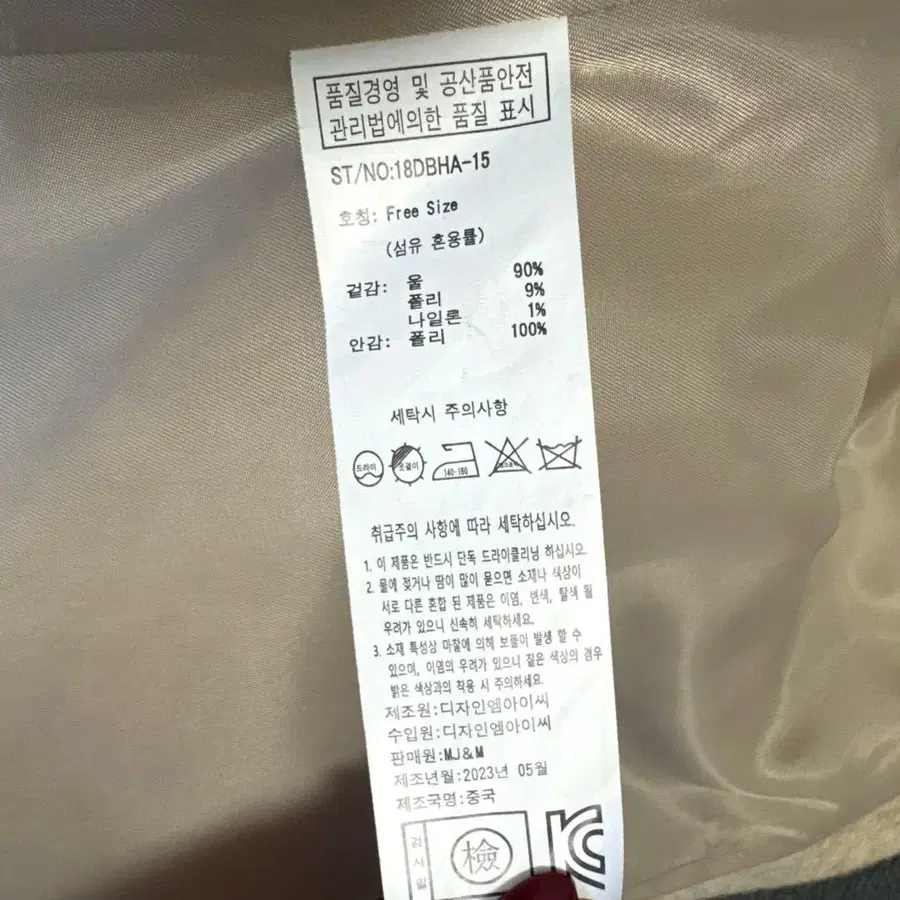 품질경영 및 공산품안전
관리법에의한 품질 표시
ST/NO:18DBHA-15
호칭: Free Size
(섬유 혼용률)
겉감: 울 90%
폴리 9%
나일론 1%
안감: 폴리 100%
세탁시 주의사항
드라이 옷걸이 140-160
취급주의 사항에 따라 세탁하십시오.
1. 이 제품은 반드시 단독 드라이클리닝 하십시오.
2. 물에 젖거나 땀이 많이 묻으면 소재나 색상이
서로 다른 혼합 된 제품은 이염, 변색, 탈색 될
우려가 있으니 신속히 세탁하세요.
3. 소재 특성상 마찰에 의해 보풀이 발생 할 수
있으며, 이염의 우려가 있으니 짙은 색상의 경우
밝은 색상과의 착용 시 주의하세요.
제조원:디자인엠아이씨
수입원:디자인엠아이씨
판매원:MJ&M
제조년월:2023년 05월
제조국명:중국
검사필 檢 KC